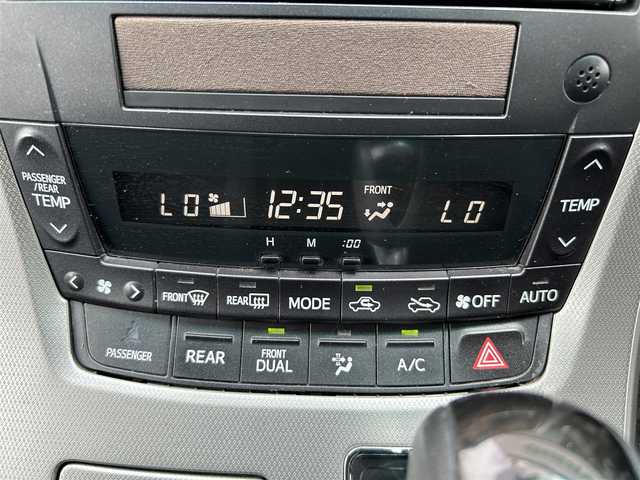 PASSENGER
/REAR
TEMP
LO 12:35 FRONT LO
TEMP
H M :00
FRONT REAR MODE OFF AUTO
PASSENGER REAR FRONT DUAL A/C